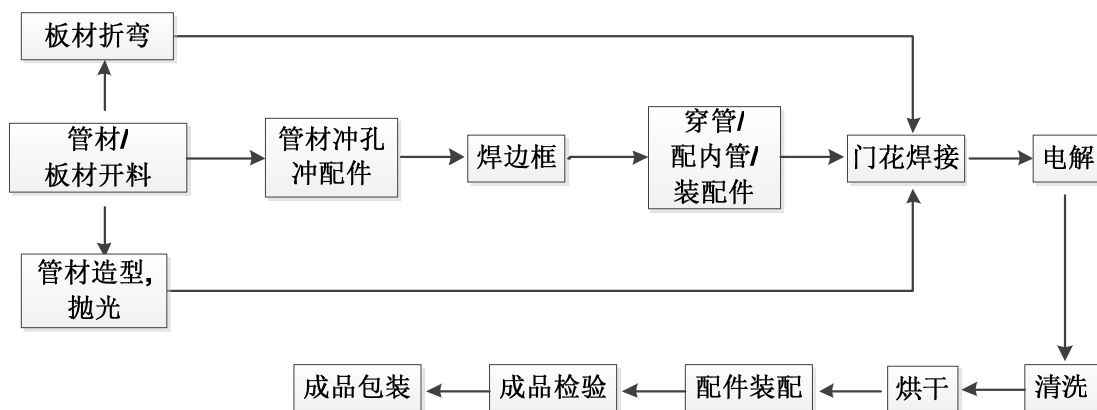 板材折弯
管材/
板材开料
管材冲孔
冲配件
焊边框
穿管/
配内管/
装配件
门花焊接
电解
管材造型,
抛光
成品包装
成品检验
配件装配
烘干
清洗